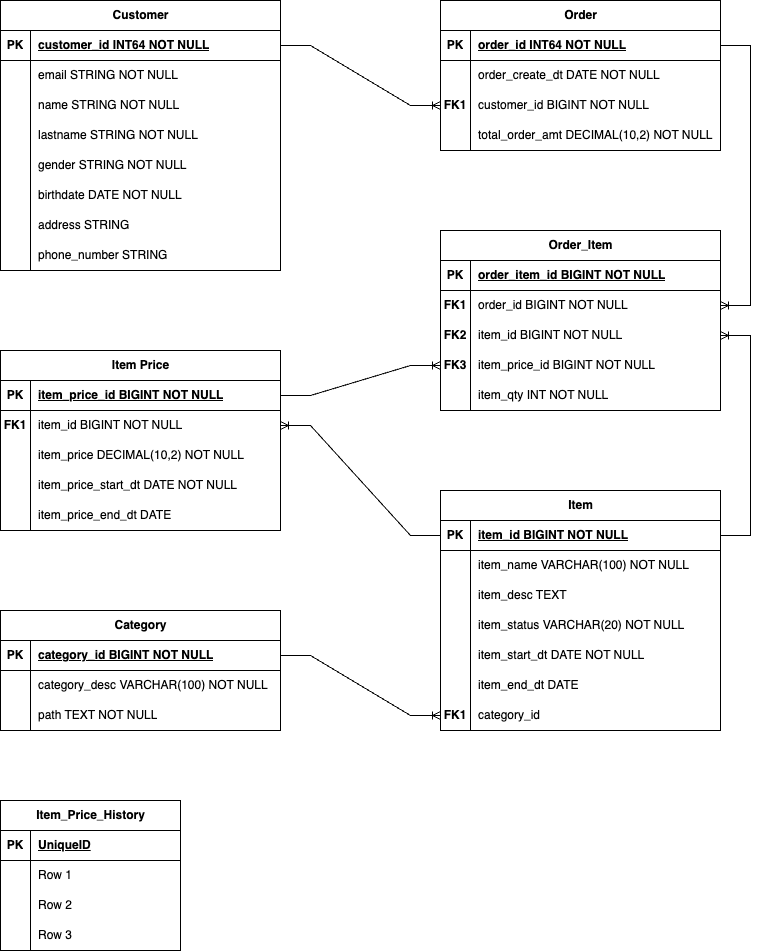 Customer
PK customer_id INT64 NOT NULL
email STRING NOT NULL
name STRING NOT NULL
lastname STRING NOT NULL
gender STRING NOT NULL
birthdate DATE NOT NULL
address STRING
phone_number STRING
Order
PK order_id INT64 NOT NULL
order_create_dt DATE NOT NULL
FK1 customer_id BIGINT NOT NULL
total_order_amt DECIMAL(10,2) NOT NULL
Order_Item
PK order_item_id BIGINT NOT NULL
FK1 order_id BIGINT NOT NULL
FK2 item_id BIGINT NOT NULL
FK3 item_price_id BIGINT NOT NULL
item_qty INT NOT NULL
Item Price
PK item_price_id BIGINT NOT NULL
FK1 item_id BIGINT NOT NULL
item_price DECIMAL(10,2) NOT NULL
item_price_start_dt DATE NOT NULL
item_price_end_dt DATE
Item
PK item_id BIGINT NOT NULL
item_name VARCHAR(100) NOT NULL
item_desc TEXT
item_status VARCHAR(20) NOT NULL
item_start_dt DATE NOT NULL
item_end_dt DATE
FK1 category_id
Category
PK category_id BIGINT NOT NULL
category_desc VARCHAR(100) NOT NULL
path TEXT NOT NULL
Item_Price_History
PK UniqueID
Row 1
Row 2
Row 3